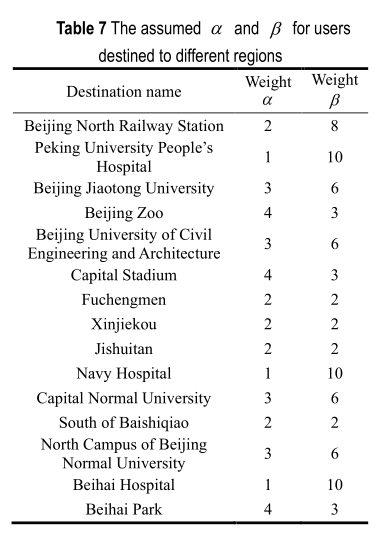 Table 7 The assumed α and β for users
destined to different regions
Destination name Weight α Weight β
Beijing North Railway Station 2 8
Peking University People's
Hospital 1 10
Beijing Jiaotong University 3 6
Beijing Zoo 4 3
Beijing University of Civil
Engineering and Architecture 3 6
Capital Stadium 4 3
Fuchengmen 2 2
Xinjiekou 2 2
Jishuitan 2 2
Navy Hospital 1 10
Capital Normal University 3 6
South of Baishiqiao 2 2
North Campus of Beijing
Normal University 3 6
Beihai Hospital 1 10
Beihai Park 4 3